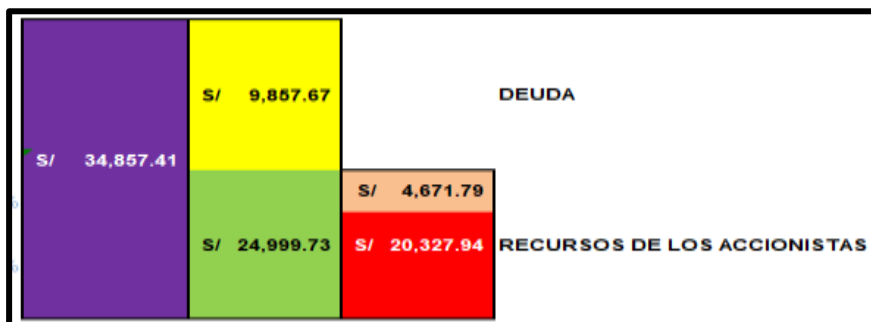 S/ 9,857.67 DEUDA
S/ 34,857.41
S/ 4,671.79
S/ 24,999.73 S/ 20,327.94 RECURSOS DE LOS ACCIONISTAS